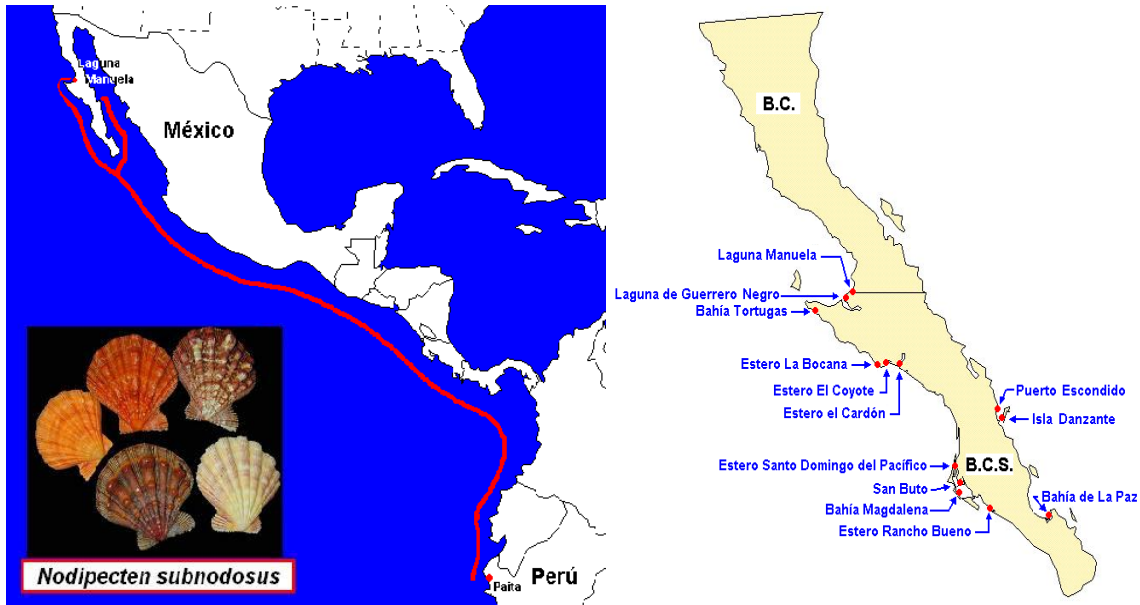 Laguna
Manuela
México
Nodipecten subnodosus
Perú
Paita
B.C.
Laguna Manuela
Laguna de Guerrero Negro
Bahía Tortugas
Estero La Bocana
Estero El Coyote
Estero el Cardón
Puerto Escondido
Isla Danzante
Estero Santo Domingo del Pacífico
B.C.S.
San Buto
Bahía Magdalena
Bahía de La Paz
Estero Rancho Bueno